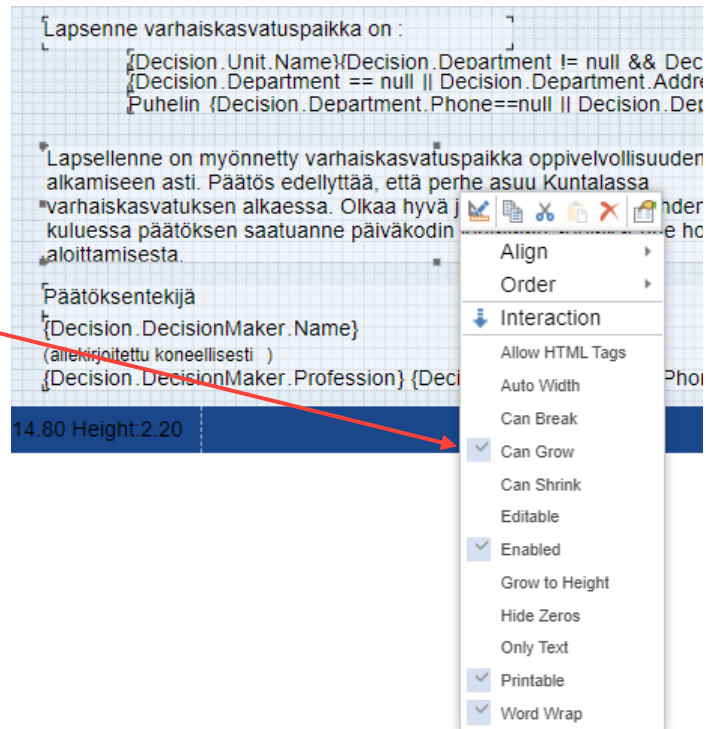 Lapsenne varhaiskasvatuspaikka on :
{Decision.Unit.Name}{Decision.Department != null && Dec
{Decision.Department == null || Decision.Department.Addre
Puhelin {Decision.Department.Phone==null || Decision.Dep
Lapsellenne on myönnetty varhaiskasvatuspaikka oppivelvollisuuden
alkamiseen asti. Päätös edellyttää, että perhe asuu Kuntalassa
varhaiskasvatuksen alkaessa. Olkaa hyvä j
kuluessa päätöksen saatuanne päiväkodin
aloittamisesta.
Päätöksentekijä
{Decision.DecisionMaker.Name}
(allekirjoitettu koneellisesti )
{Decision.DecisionMaker.Profession} {Deci
Phor
14.80 Height:2.20
Align
Order
Interaction
Allow HTML Tags
Auto Width
Can Break
Can Grow
Can Shrink
Editable
Enabled
Grow to Height
Hide Zeros
Only Text
Printable
Word Wrap